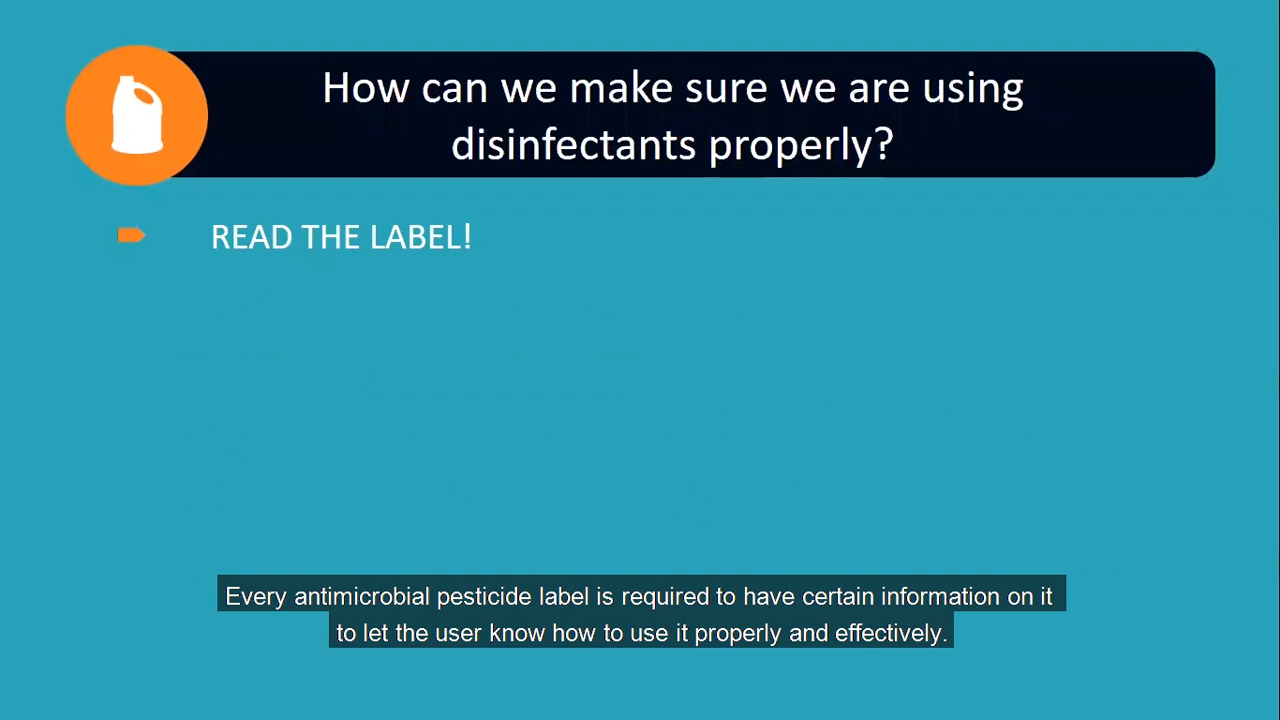 How can we make sure we are using
disinfectants properly?
READ THE LABEL!
Every antimicrobial pesticide label is required to have certain information on it
to let the user know how to use it properly and effectively.